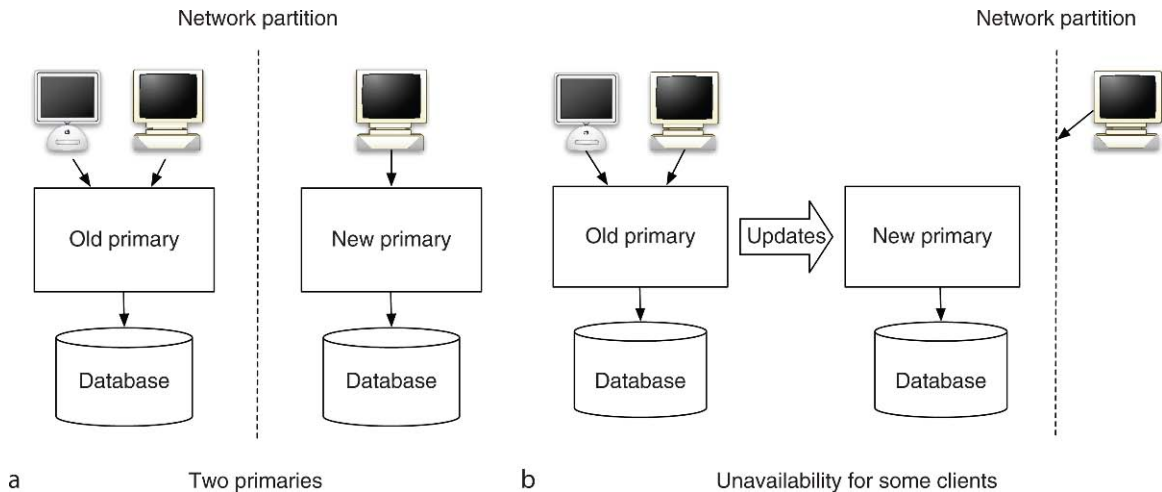 Network partition
Network partition
Old primary
New primary
Old primary
Updates
New primary
Database
Database
Database
Database
a
Two primaries
b
Unavailability for some clients